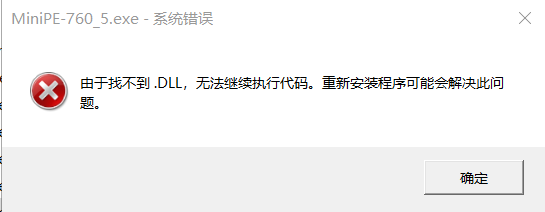 MiniPE-760_5.exe - 系统错误
由于找不到 .DLL，无法继续执行代码。重新安装程序可能会解决此问
题。
确定